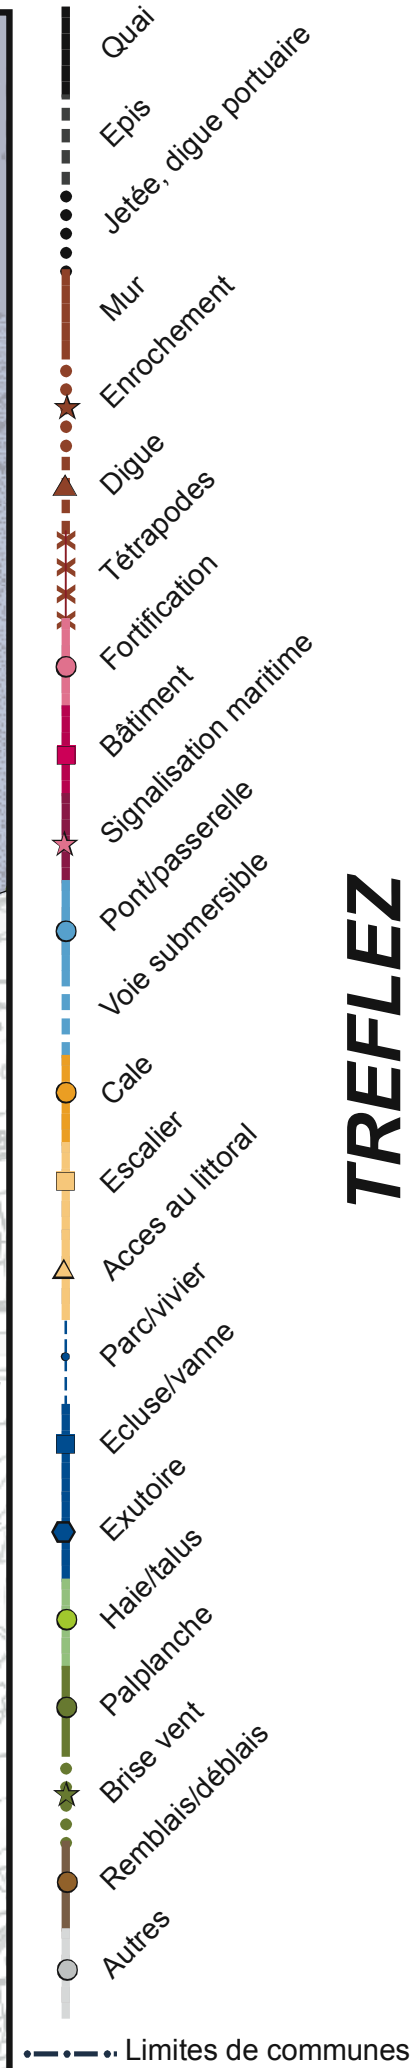 Quai
Epis
Jetée, digue portuaire
Mur
Enrochement
Digue
Tétrapodes
Fortification
Bâtiment
Signalisation maritime
Pont/passerelle
Voie submersible
Cale
Escalier
Acces au littoral
Parc/vivier
Ecluse/vanne
Exutoire
Haie/talus
Palplanche
Brise vent
Remblais/déblais
Autres
Limites de communes
TREFLEZ